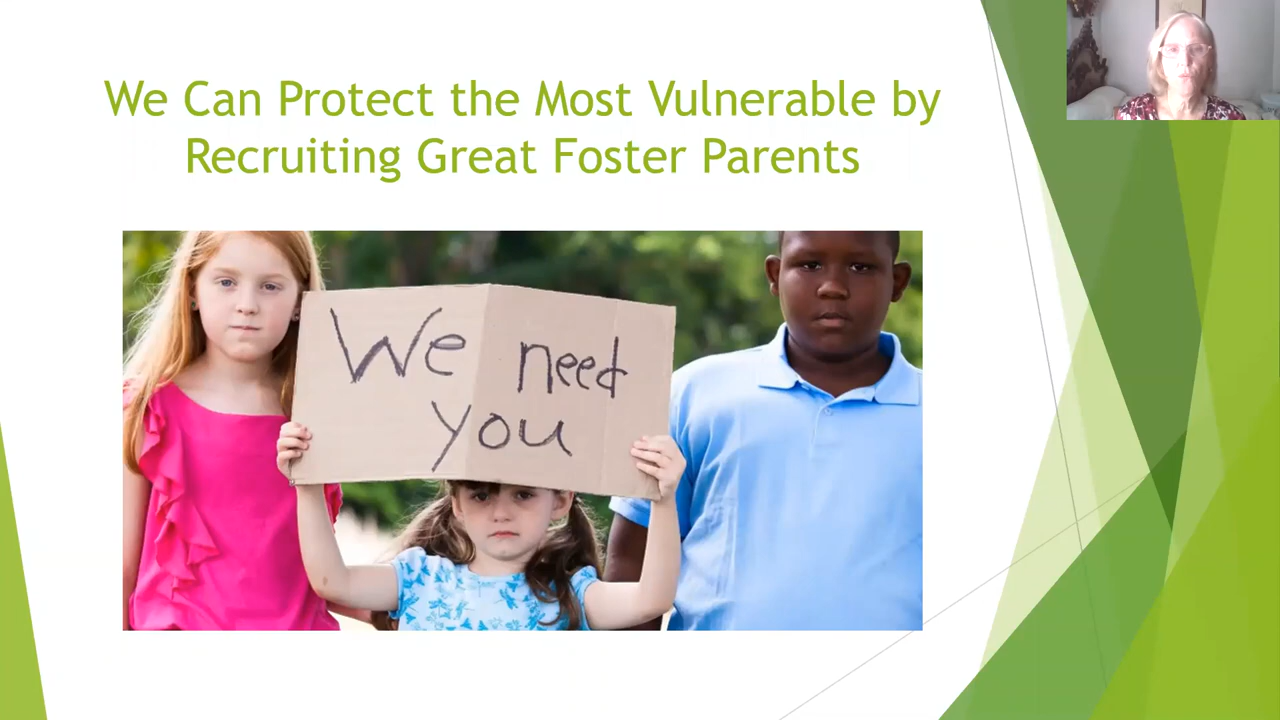 We Can Protect the Most Vulnerable by
Recruiting Great Foster Parents
We need
you